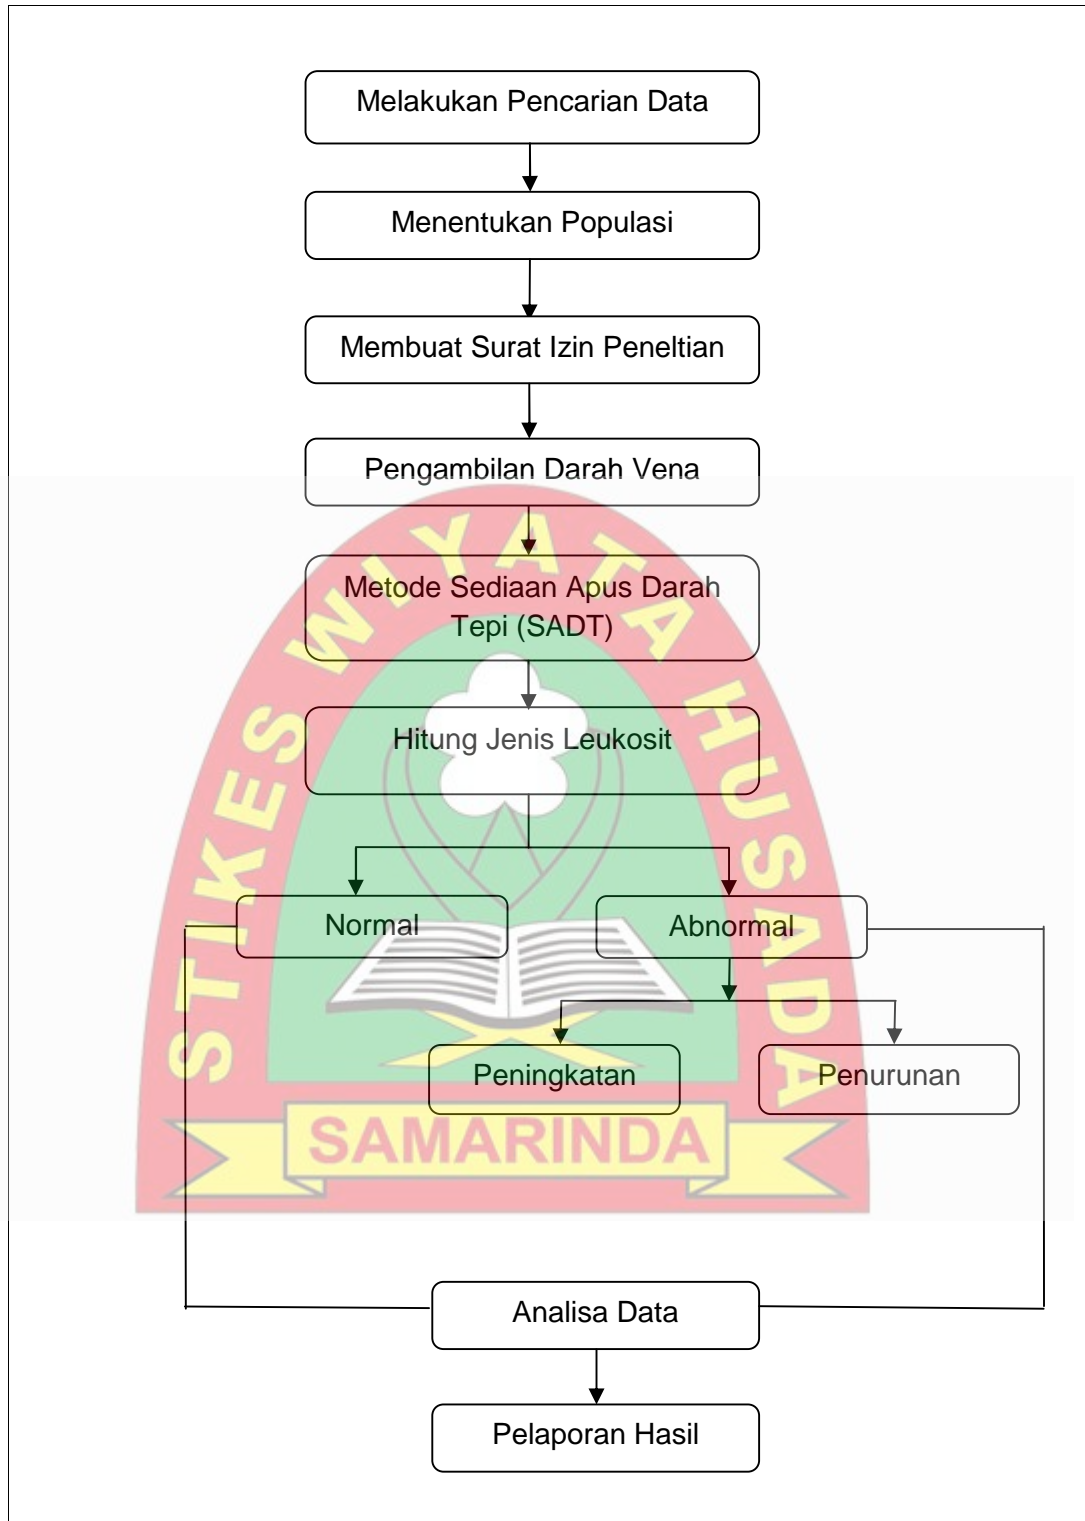 Melakukan Pencarian Data
Menentukan Populasi
Membuat Surat Izin Peneltian
Pengambilan Darah Vena
Metode Sediaan Apus Darah
Tepi (SADT)
Hitung Jenis Leukosit
Normal
Abnormal
Peningkatan
Penurunan
Analisa Data
Pelaporan Hasil
STIKES WIYATA HUSADA
SAMARINDA